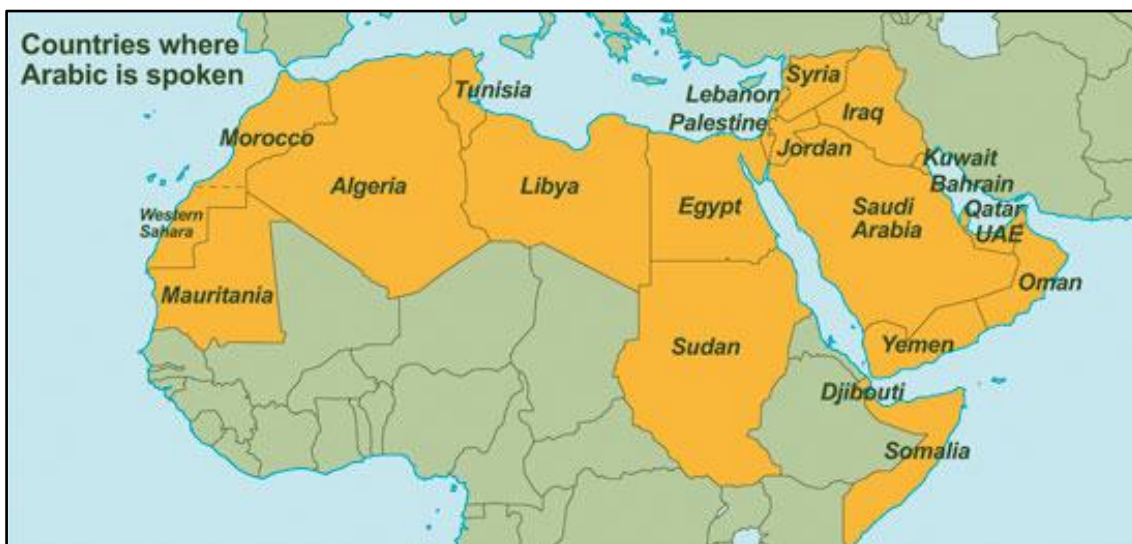 Countries where
Arabic is spoken
Tunisia
Morocco
Algeria
Libya
Egypt
Western
Sahara
Mauritania
Sudan
Syria
Lebanon
Palestine
Iraq
Jordan
Kuwait
Bahrain
Qatar
UAE
Saudi
Arabia
Oman
Yemen
Djibouti
Somalia